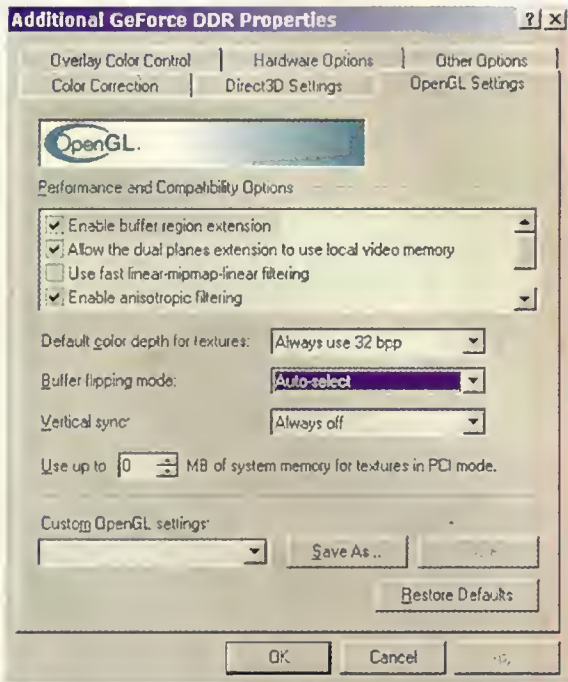 Additional GeForce DDR Properties
Overlay Color Control
Hardware Options
Other Options
Color Correction
Direct3D Settings
OpenGL Settings
OpenGL.
Performance and Compatibility Options
Enable buffer region extension
Allow the dual planes extension to use local video memory
Use fast linear-mipmap-linear filtering
Enable anisotropic filtering
Default color depth for textures: Always use 32 bpp
Buffer flipping mode: Auto-select
Vertical sync: Always off
Use up to 0 MB of system memory for textures in PCI mode.
Custom OpenGL settings:
Save As..
Restore Defaults
OK
Cancel